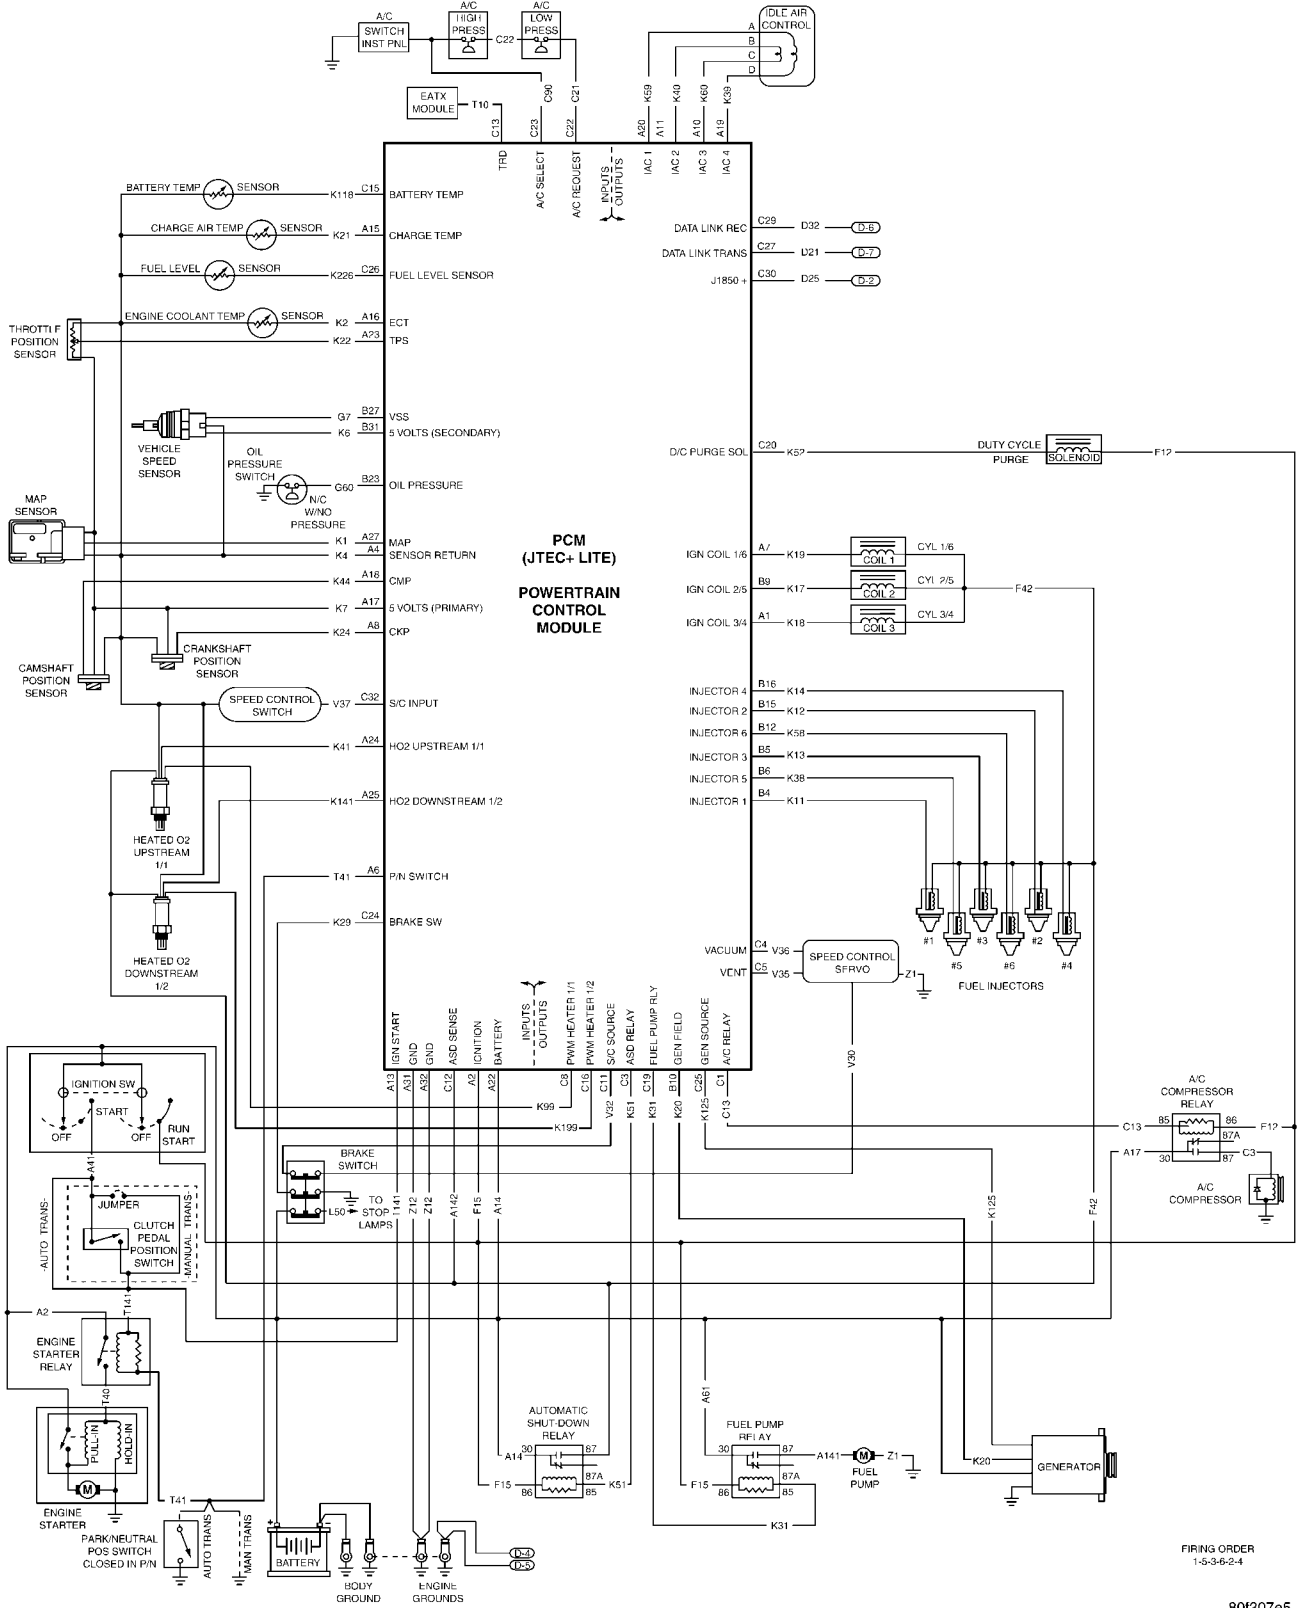 A/C
SWITCH
INST PNL
A/C
HIGH
PRESS
C22
A/C
LOW
PRESS
IDLE AIR
CONTROL
A
B
C
D
EATX
MODULE
T10
C90
C21
K59
K40
K60
K39
C13
C23
C22
A20
A11
A10
A19
TRD
A/C SELECT
A/C REQUEST
INPUTS
OUTPUTS
IAC 1
IAC 2
IAC 3
IAC 4
BATTERY TEMP SENSOR K118 C15 BATTERY TEMP
CHARGE AIR TEMP SENSOR K21 A15 CHARGE TEMP
FUEL LEVEL SENSOR K226 C26 FUEL LEVEL SENSOR
ENGINE COOLANT TEMP SENSOR K2 A16 ECT
THROTTLE
POSITION
SENSOR
K22 A23 TPS
DATA LINK REC C29 D32 D-6
DATA LINK TRANS C27 D21 D-7
J1850 + C30 D25 D-2
G7 B27 VSS
K6 B31 5 VOLTS (SECONDARY)
VEHICLE
SPEED
SENSOR
OIL
PRESSURE
SWITCH
G60 B23 OIL PRESSURE
N/C
W/NO
PRESSURE
D/C PURGE SOL C20 K52
DUTY CYCLE
PURGE
SOLENOID
F12
MAP
SENSOR
K1 A27 MAP
K4 A4 SENSOR RETURN
K44 A18 CMP
K7 A17 5 VOLTS (PRIMARY)
K24 A8 CKP
PCM
(JTEC+ LITE)
POWERTRAIN
CONTROL
MODULE
IGN COIL 1/6 A7 K19 COIL 1 CYL 1/6
IGN COIL 2/5 B9 K17 COIL 2 CYL 2/5
IGN COIL 3/4 A1 K18 COIL 3 CYL 3/4
F42
CRANKSHAFT
POSITION
SENSOR
CAMSHAFT
POSITION
SENSOR
SPEED CONTROL
SWITCH
V37 C32 S/C INPUT
K41 A24 HO2 UPSTREAM 1/1
K141 A25 HO2 DOWNSTREAM 1/2
INJECTOR 4 B16 K14
INJECTOR 2 B15 K12
INJECTOR 6 B12 K58
INJECTOR 3 B5 K13
INJECTOR 5 B6 K38
INJECTOR 1 B4 K11
HEATED O2
UPSTREAM
1/1
T41 A6 P/N SWITCH
K29 C24 BRAKE SW
HEATED O2
DOWNSTREAM
1/2
#1
#5
#3
#6
#2
#4
FUEL INJECTORS
VACUUM C4 V36
VENT C5 V35
SPEED CONTROL
SERVO
Z1
V30
IGN START
GND
GND
ASD SENSE
IGNITION
BATTERY
INPUTS
OUTPUTS
PWM HEATER 1/1
PWM HEATER 1/2
S/C SOURCE
ASD RELAY
FUEL PUMP RLY
GEN FIELD
GEN SOURCE
A/C RELAY
A13
A31
A32
C12
A2
A22
C8
C16
C11
C3
C19
B10
C25
C1
K99
K199
V32
K51
K31
K20
K125
C13
IGNITION SW
START
OFF
OFF
RUN
START
A41
BRAKE
SWITCH
L50
TO
STOP
LAMPS
T141
Z12
Z12
A142
F15
A14
A/C
COMPRESSOR
RELAY
C13 85 86 F12
87A
A17 30 87 C3
A/C
COMPRESSOR
K125
F42
-AUTO TRANS-
JUMPER
CLUTCH
PEDAL
POSITION
SWITCH
-MANUAL TRANS-
T141
A2
ENGINE
STARTER
RELAY
T40
PULL-IN
HOLD-IN
M
ENGINE
STARTER
T41
PARK/NEUTRAL
POS SWITCH
CLOSED IN P/N
AUTO TRANS
MAN TRANS
+
-
BATTERY
BODY
GROUND
ENGINE
GROUNDS
D-4
D-5
AUTOMATIC
SHUT-DOWN
RELAY
A14 30 87
87A
F15 86 85 K51
A61
FUEL PUMP
RELAY
30 87 A141 M Z1
FUEL
PUMP
87A
F15 86 85
K31
K20
GENERATOR
FIRING ORDER
1-5-3-6-2-4